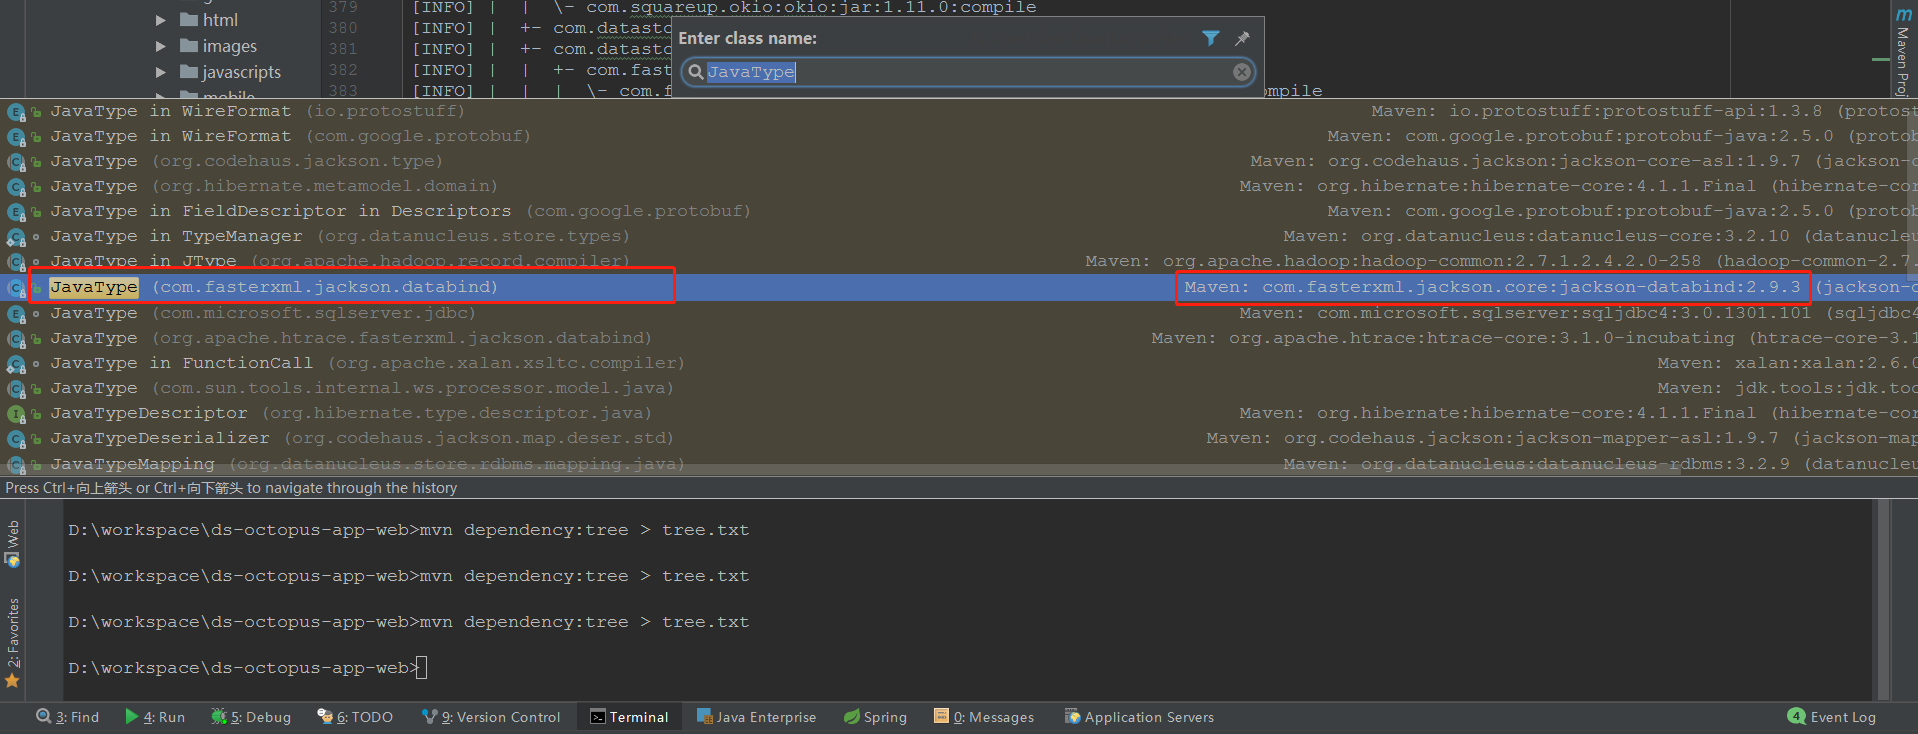 html
images
javascripts
mobile
379 [INFO] | | \- com.squareup.okio:okio:jar:1.11.0:compile
380 [INFO] | +- com.datasto
381 [INFO] | +- com.datasto
382 [INFO] | | +- com.fast
383 [INFO] | | | \- com.f mpile
Enter class name:
JavaType
m Maven Proj
JavaType in WireFormat (io.protostuff) Maven: io.protostuff:protostuff-api:1.3.8 (protost
JavaType in WireFormat (com.google.protobuf) Maven: com.google.protobuf:protobuf-java:2.5.0 (protob
JavaType (org.codehaus.jackson.type) Maven: org.codehaus.jackson:jackson-core-asl:1.9.7 (jackson-c
JavaType (org.hibernate.metamodel.domain) Maven: org.hibernate:hibernate-core:4.1.1.Final (hibernate-c
JavaType in FieldDescriptor in Descriptors (com.google.protobuf) Maven: com.google.protobuf:protobuf-java:2.5.0 (protob
JavaType in TypeManager (org.datanucleus.store.types) Maven: org.datanucleus:datanucleus-core:3.2.10 (datanucleu
JavaType in JType (org.apache.hadoop.record.compiler) Maven: org.apache.hadoop:hadoop-common:2.7.1.2.4.2.0-258 (hadoop-common-2.7.
JavaType (com.fasterxml.jackson.databind) Maven: com.fasterxml.jackson.core:jackson-databind:2.9.3 (jackson-d
JavaType (com.microsoft.sqlserver.jdbc) Maven: com.microsoft.sqlserver:sqljdbc4:3.0.1301.101 (sqljdbc4
JavaType (org.apache.htrace.fasterxml.jackson.databind) Maven: org.apache.htrace:htrace-core:3.1.0-incubating (htrace-core-3.1
JavaType in FunctionCall (org.apache.xalan.xsltc.compiler) Maven: xalan:xalan:2.6.0
JavaType (com.sun.tools.internal.ws.processor.model.java) Maven: jdk.tools:jdk.too
JavaTypeDescriptor (org.hibernate.type.descriptor.java) Maven: org.hibernate:hibernate-core:4.1.1.Final (hibernate-c
JavaTypeDeserializer (org.codehaus.jackson.map.deser.std) Maven: org.codehaus.jackson:jackson-mapper-asl:1.9.7 (jackson-map
JavaTypeMapping (org.datanucleus.store.rdbms.mapping.java) Maven: org.datanucleus:datanucleus-rdbms:3.2.9 (datanucleu
Press Ctrl+向上箭头 or Ctrl+向下箭头 to navigate through the history
Web
2: Favorites
D:\workspace\ds-octopus-app-web>mvn dependency:tree > tree.txt
D:\workspace\ds-octopus-app-web>mvn dependency:tree > tree.txt
D:\workspace\ds-octopus-app-web>mvn dependency:tree > tree.txt
D:\workspace\ds-octopus-app-web>
3: Find 4: Run 5: Debug 6: TODO 9: Version Control Terminal Java Enterprise Spring 0: Messages Application Servers 4 Event Log